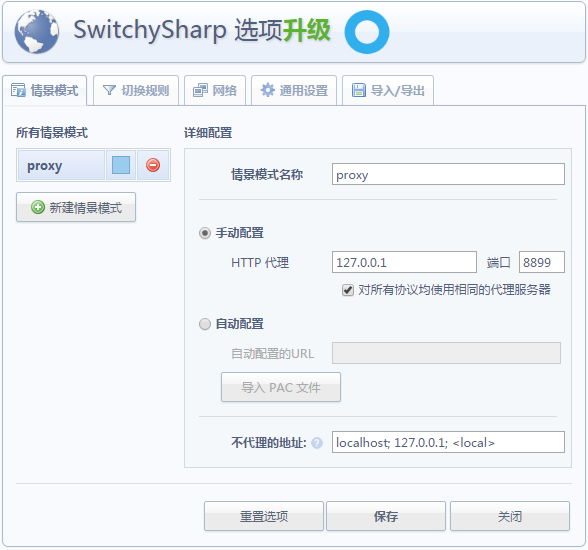 SwitchySharp 选项升级
情景模式 切换规则 网络 通用设置 导入/导出
所有情景模式 详细配置
proxy
情景模式名称 proxy
新建情景模式
手动配置
HTTP 代理 127.0.0.1 端口 8899
对所有协议均使用相同的代理服务器
自动配置
自动配置的URL
导入 PAC 文件
不代理的地址: ? localhost; 127.0.0.1; <local>
重置选项 保存 关闭